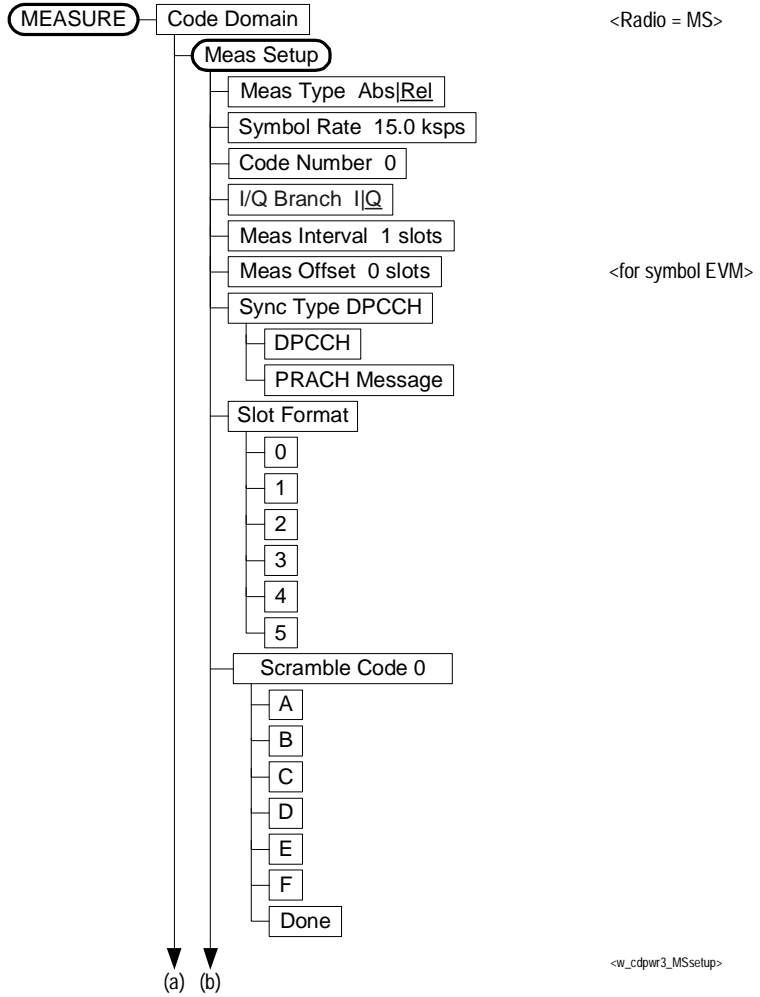 MEASURE Code Domain <Radio = MS>
Meas Setup
Meas Type Abs|Rel
Symbol Rate 15.0 ksps
Code Number 0
I/Q Branch I|Q
Meas Interval 1 slots
Meas Offset 0 slots <for symbol EVM>
Sync Type DPCCH
DPCCH
PRACH Message
Slot Format
0
1
2
3
4
5
Scramble Code 0
A
B
C
D
E
F
Done
<w_cdpwr3_MSsetup>
(a) (b)